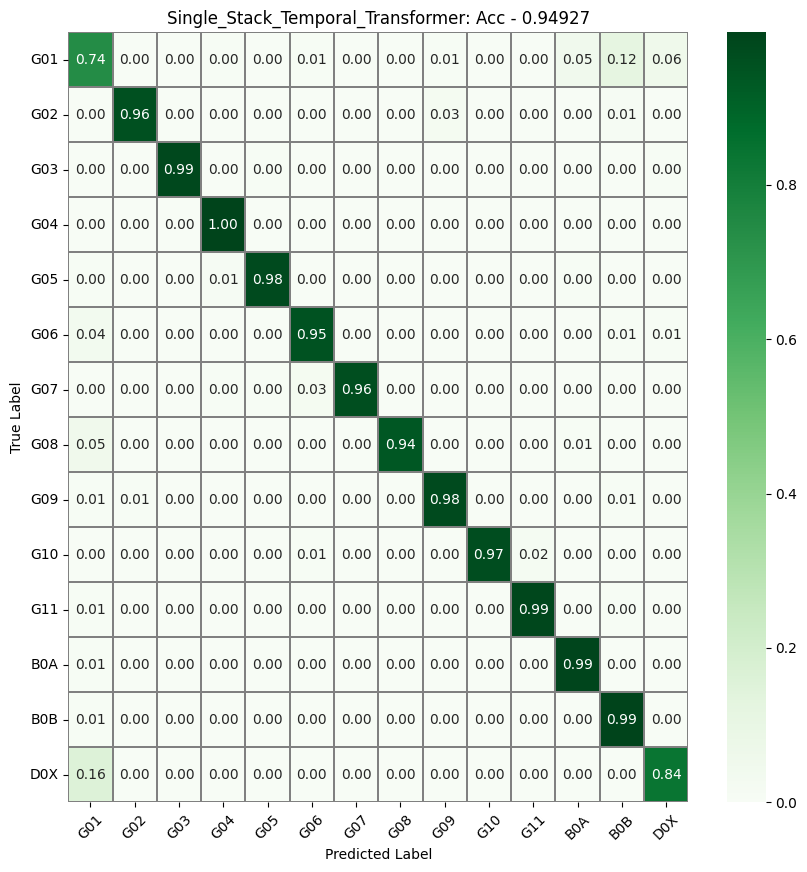 Single_Stack_Temporal_Transformer: Acc - 0.94927
G01 0.74 0.00 0.00 0.00 0.00 0.01 0.00 0.00 0.01 0.00 0.00 0.05 0.12 0.06
G02 0.00 0.96 0.00 0.00 0.00 0.00 0.00 0.00 0.03 0.00 0.00 0.00 0.01 0.00
G03 0.00 0.00 0.99 0.00 0.00 0.00 0.00 0.00 0.00 0.00 0.00 0.00 0.00 0.00
G04 0.00 0.00 0.00 1.00 0.00 0.00 0.00 0.00 0.00 0.00 0.00 0.00 0.00 0.00
G05 0.00 0.00 0.00 0.01 0.98 0.00 0.00 0.00 0.00 0.00 0.00 0.00 0.00 0.00
G06 0.04 0.00 0.00 0.00 0.00 0.95 0.00 0.00 0.00 0.00 0.00 0.00 0.01 0.01
G07 0.00 0.00 0.00 0.00 0.00 0.03 0.96 0.00 0.00 0.00 0.00 0.00 0.00 0.00
G08 0.05 0.00 0.00 0.00 0.00 0.00 0.00 0.94 0.00 0.00 0.00 0.01 0.00 0.00
G09 0.01 0.01 0.00 0.00 0.00 0.00 0.00 0.00 0.98 0.00 0.00 0.00 0.01 0.00
G10 0.00 0.00 0.00 0.00 0.00 0.01 0.00 0.00 0.00 0.97 0.02 0.00 0.00 0.00
G11 0.01 0.00 0.00 0.00 0.00 0.00 0.00 0.00 0.00 0.00 0.99 0.00 0.00 0.00
B0A 0.01 0.00 0.00 0.00 0.00 0.00 0.00 0.00 0.00 0.00 0.00 0.99 0.00 0.00
B0B 0.01 0.00 0.00 0.00 0.00 0.00 0.00 0.00 0.00 0.00 0.00 0.00 0.99 0.00
D0X 0.16 0.00 0.00 0.00 0.00 0.00 0.00 0.00 0.00 0.00 0.00 0.00 0.00 0.84
G01 G02 G03 G04 G05 G06 G07 G08 G09 G10 G11 B0A B0B D0X
Predicted Label
True Label
0.8
0.6
0.4
0.2
0.0